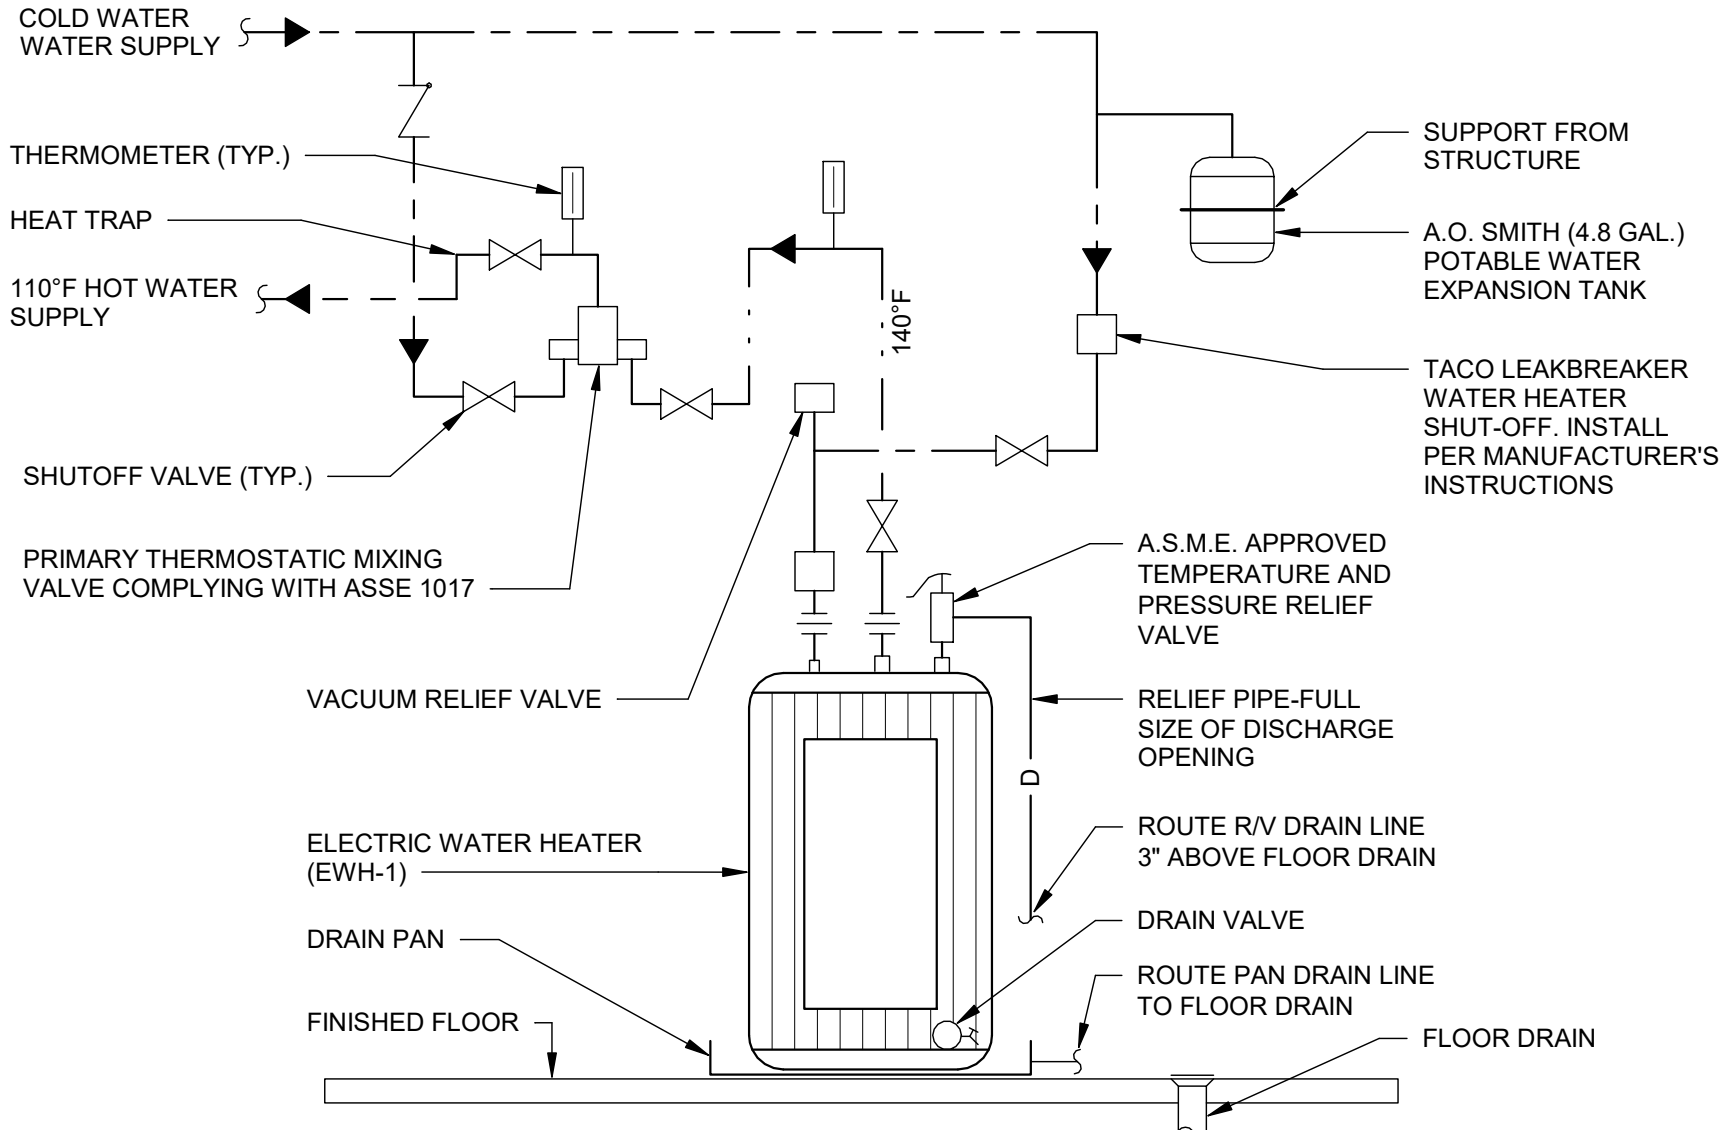 COLD WATER
WATER SUPPLY
THERMOMETER (TYP.)
HEAT TRAP
110°F HOT WATER
SUPPLY
SHUTOFF VALVE (TYP.)
PRIMARY THERMOSTATIC MIXING
VALVE COMPLYING WITH ASSE 1017
VACUUM RELIEF VALVE
ELECTRIC WATER HEATER
(EWH-1)
DRAIN PAN
FINISHED FLOOR
140°F
SUPPORT FROM
STRUCTURE
A.O. SMITH (4.8 GAL.)
POTABLE WATER
EXPANSION TANK
TACO LEAKBREAKER
WATER HEATER
SHUT-OFF. INSTALL
PER MANUFACTURER'S
INSTRUCTIONS
A.S.M.E. APPROVED
TEMPERATURE AND
PRESSURE RELIEF
VALVE
RELIEF PIPE-FULL
SIZE OF DISCHARGE
OPENING
D
ROUTE R/V DRAIN LINE
3" ABOVE FLOOR DRAIN
DRAIN VALVE
ROUTE PAN DRAIN LINE
TO FLOOR DRAIN
FLOOR DRAIN